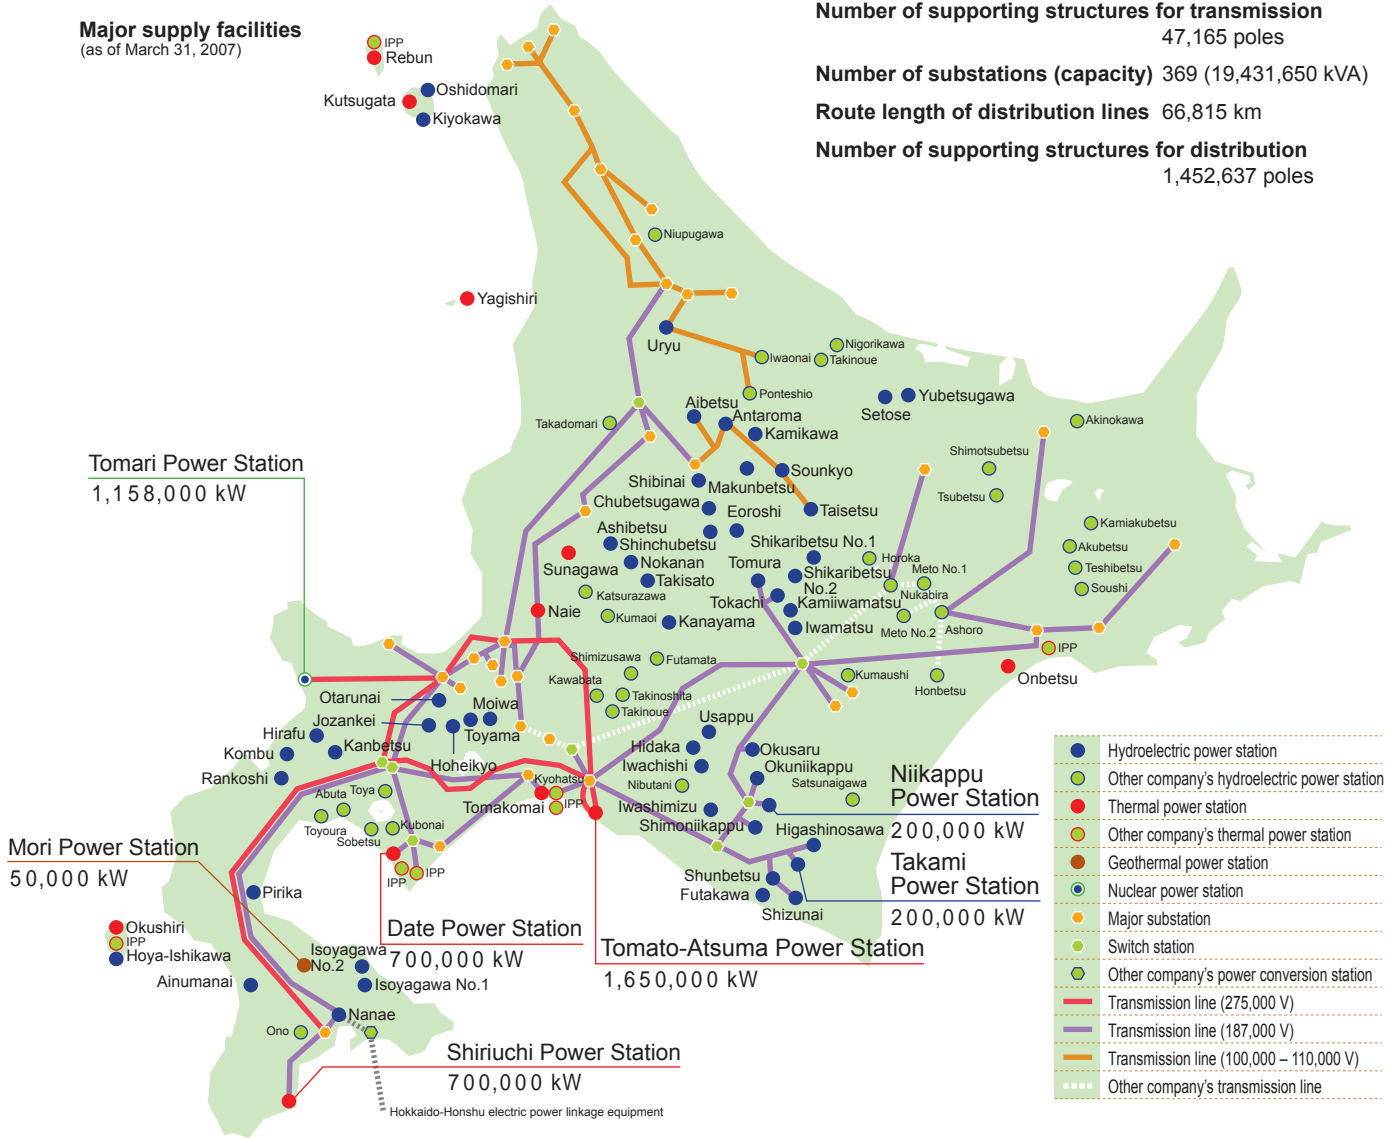 Major supply facilities
(as of March 31, 2007)
Number of supporting structures for transmission
47,165 poles
Number of substations (capacity) 369 (19,431,650 kVA)
Route length of distribution lines 66,815 km
Number of supporting structures for distribution
1,452,637 poles
IPP
Rebun
Kutsugata
Oshidomari
Kiyokawa
Niupugawa
Yagishiri
Uryu
Nigorikawa
Iwaonai
Takinoue
Ponteshio
Yubetsugawa
Setose
Aibetsu
Antaroma
Kamikawa
Takadomari
Akinokawa
Shimotsubetsu
Tsubetsu
Tomari Power Station
1,158,000 kW
Sounkyo
Shibinai
Makunbetsu
Chubetsugawa
Eoroshi
Taisetsu
Kamiakubetsu
Akubetsu
Teshibetsu
Soushi
Ashibetsu
Shinchubetsu
Shikaribetsu No.1
Sunagawa
Nokanan
Takisato
Tomura
Shikaribetsu
No.2
Horoka
Meto No.1
Nukabira
Katsurazawa
Tokachi
Kamiiwamatsu
Naie
Kumaoi
Kanayama
Iwamatsu
Meto No.2
Ashoro
IPP
Shimizusawa
Futamata
Kawabata
Takinoshita
Takinoue
Kumaushi
Honbetsu
Onbetsu
Otarunai
Moiwa
Jozankei
Toyama
Hirafu
Kombu
Kanbetsu
Hoheikyo
Rankoshi
Usappu
Hidaka
Okusaru
Iwachishi
Okuniikappu
Nibutani
Satsunaigawa
Niikappu
Power Station
200,000 kW
Abuta
Toya
Kyohatsu
Tomakomai
IPP
Iwashimizu
Shimoniikappu
Toyoura
Sobetsu
Kubonai
Higashinosawa
Takami
Power Station
200,000 kW
Mori Power Station
50,000 kW
IPP
IPP
Shunbetsu
Futakawa
Shizunai
Pirika
Date Power Station
700,000 kW
Tomato-Atsuma Power Station
1,650,000 kW
Okushiri
IPP
Hoya-Ishikawa
Isoyagawa
No.2
Ainumanai
Isoyagawa No.1
Nanae
Ono
Shiriuchi Power Station
700,000 kW
Hokkaido-Honshu electric power linkage equipment
Hydroelectric power station
Other company's hydroelectric power station
Thermal power station
Other company's thermal power station
Geothermal power station
Nuclear power station
Major substation
Switch station
Other company's power conversion station
Transmission line (275,000 V)
Transmission line (187,000 V)
Transmission line (100,000 – 110,000 V)
Other company's transmission line